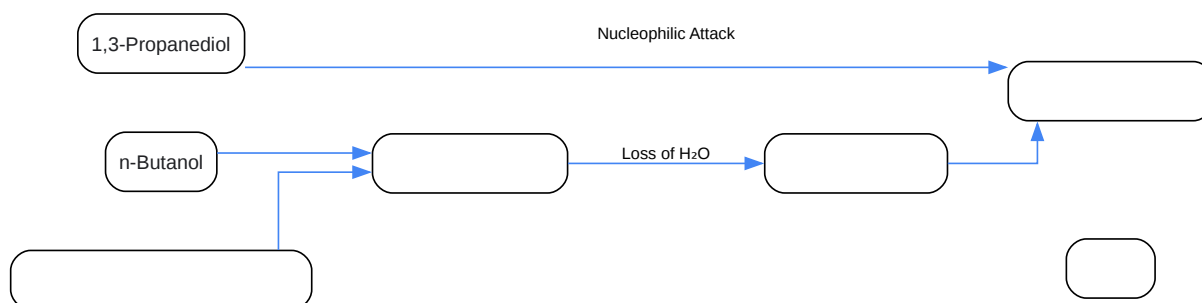 Nucleophilic Attack
1,3-Propanediol
n-Butanol
Loss of H₂O